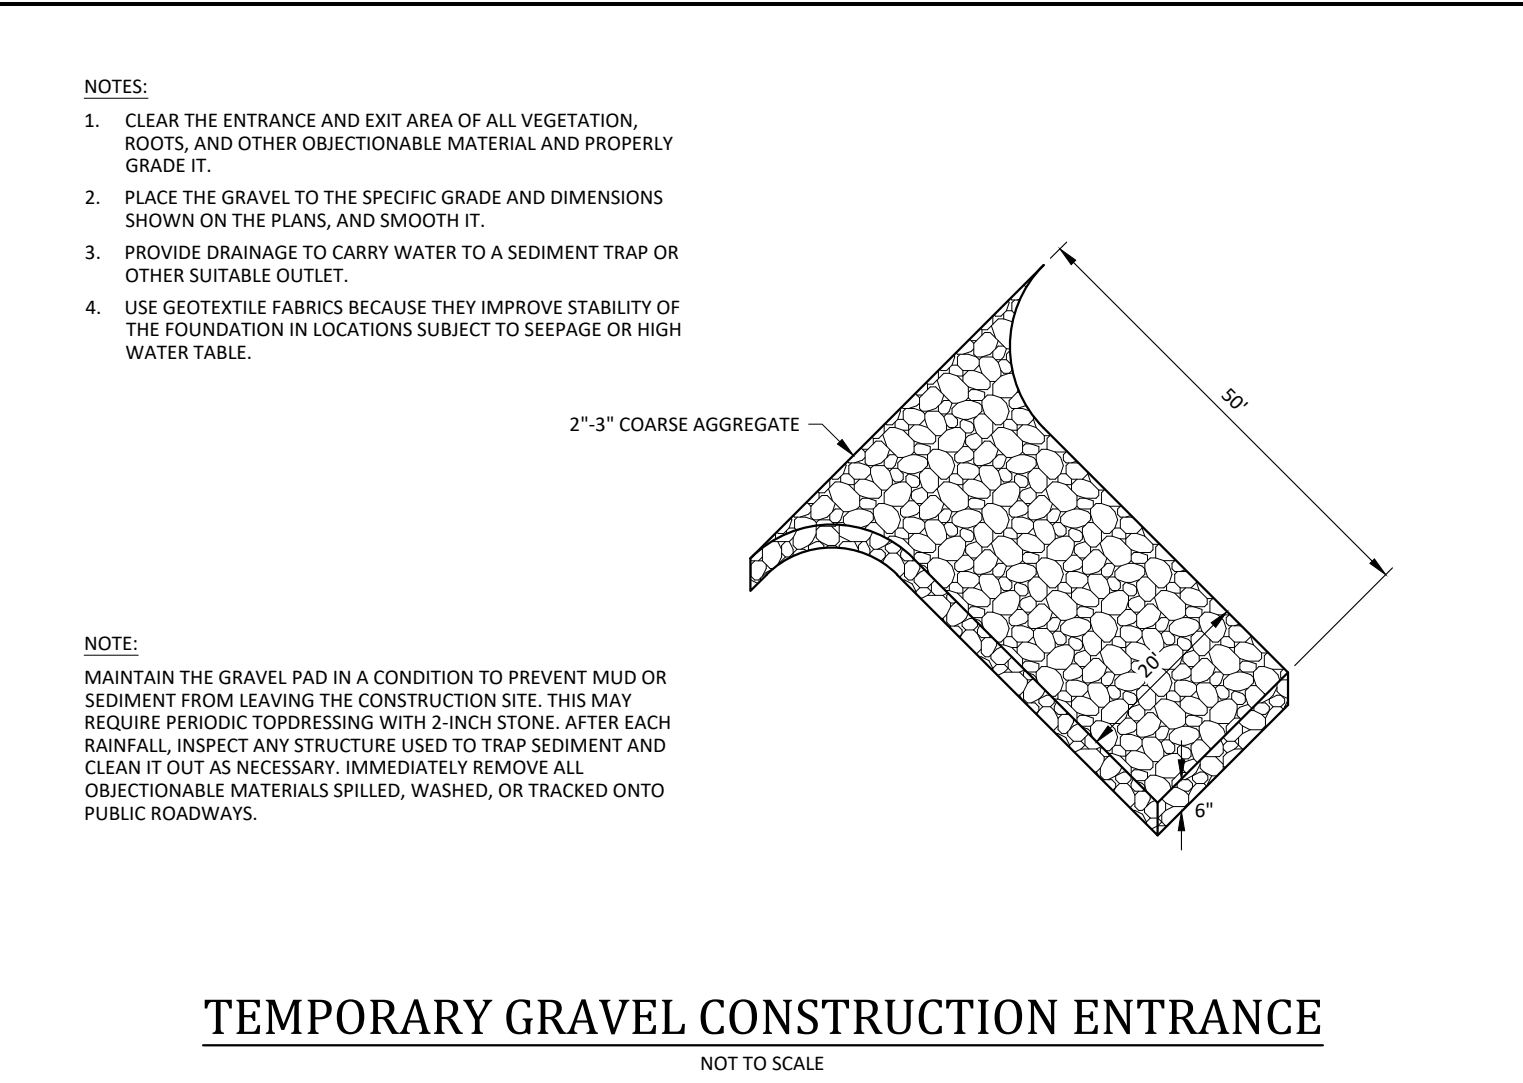 NOTES:
1. CLEAR THE ENTRANCE AND EXIT AREA OF ALL VEGETATION,
ROOTS, AND OTHER OBJECTIONABLE MATERIAL AND PROPERLY
GRADE IT.
2. PLACE THE GRAVEL TO THE SPECIFIC GRADE AND DIMENSIONS
SHOWN ON THE PLANS, AND SMOOTH IT.
3. PROVIDE DRAINAGE TO CARRY WATER TO A SEDIMENT TRAP OR
OTHER SUITABLE OUTLET.
4. USE GEOTEXTILE FABRICS BECAUSE THEY IMPROVE STABILITY OF
THE FOUNDATION IN LOCATIONS SUBJECT TO SEEPAGE OR HIGH
WATER TABLE.
2"-3" COARSE AGGREGATE
50'
20'
6"
NOTE:
MAINTAIN THE GRAVEL PAD IN A CONDITION TO PREVENT MUD OR
SEDIMENT FROM LEAVING THE CONSTRUCTION SITE. THIS MAY
REQUIRE PERIODIC TOPDRESSING WITH 2-INCH STONE. AFTER EACH
RAINFALL, INSPECT ANY STRUCTURE USED TO TRAP SEDIMENT AND
CLEAN IT OUT AS NECESSARY. IMMEDIATELY REMOVE ALL
OBJECTIONABLE MATERIALS SPILLED, WASHED, OR TRACKED ONTO
PUBLIC ROADWAYS.
TEMPORARY GRAVEL CONSTRUCTION ENTRANCE
NOT TO SCALE